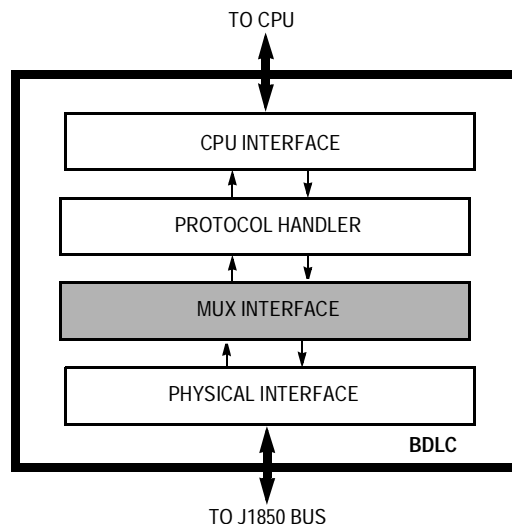 TO CPU
CPU INTERFACE
PROTOCOL HANDLER
MUX INTERFACE
PHYSICAL INTERFACE
BDLC
TO J1850 BUS